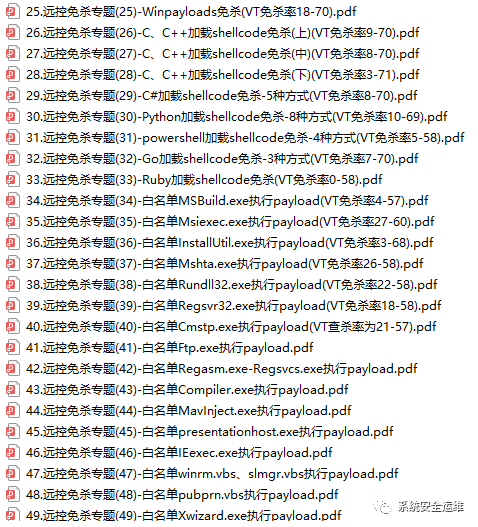 25.远控免杀专题(25)-Winpayloads免杀(VT免杀率18-70).pdf
26.远控免杀专题(26)-C、C++加载shellcode免杀(上)(VT免杀率9-70).pdf
27.远控免杀专题(27)-C、C++加载shellcode免杀(中)(VT免杀率8-70).pdf
28.远控免杀专题(28)-C、C++加载shellcode免杀(下)(VT免杀率3-71).pdf
29.远控免杀专题(29)-C#加载shellcode免杀-5种方式(VT免杀率8-70).pdf
30.远控免杀专题(30)-Python加载shellcode免杀-8种方式(VT免杀率10-69).pdf
31.远控免杀专题(31)-powershell加载shellcode免杀-4种方式(VT免杀率5-58).pdf
32.远控免杀专题(32)-Go加载shellcode免杀-3种方式(VT免杀率7-70).pdf
33.远控免杀专题(33)-Ruby加载shellcode免杀(VT免杀率0-58).pdf
34.远控免杀专题(34)-白名单MSBuild.exe执行payload(VT免杀率4-57).pdf
35.远控免杀专题(35)-白名单Msiexec.exe执行payload(VT免杀率27-60).pdf
36.远控免杀专题(36)-白名单InstallUtil.exe执行payload(VT免杀率3-68).pdf
37.远控免杀专题(37)-白名单Mshta.exe执行payload(VT免杀率26-58).pdf
38.远控免杀专题(38)-白名单Rundll32.exe执行payload(VT免杀率22-58).pdf
39.远控免杀专题(39)-白名单Regsvr32.exe执行payload(VT免杀率18-58).pdf
40.远控免杀专题(40)-白名单Cmstp.exe执行payload(VT查杀率为21-57).pdf
41.远控免杀专题(41)-白名单Ftp.exe执行payload.pdf
42.远控免杀专题(42)-白名单Regasm.exe-Regsvcs.exe执行payload.pdf
43.远控免杀专题(43)-白名单Compiler.exe执行payload.pdf
44.远控免杀专题(44)-白名单MavInject.exe执行payload.pdf
45.远控免杀专题(45)-白名单presentationhost.exe执行payload.pdf
46.远控免杀专题(46)-白名单IEexec.exe执行payload.pdf
47.远控免杀专题(47)-白名单winrm.vbs、slmgr.vbs执行payload.pdf
48.远控免杀专题(48)-白名单pubprn.vbs执行payload.pdf
49.远控免杀专题(49)-白名单Xwizard.exe执行payload.pdf
系统安全运维